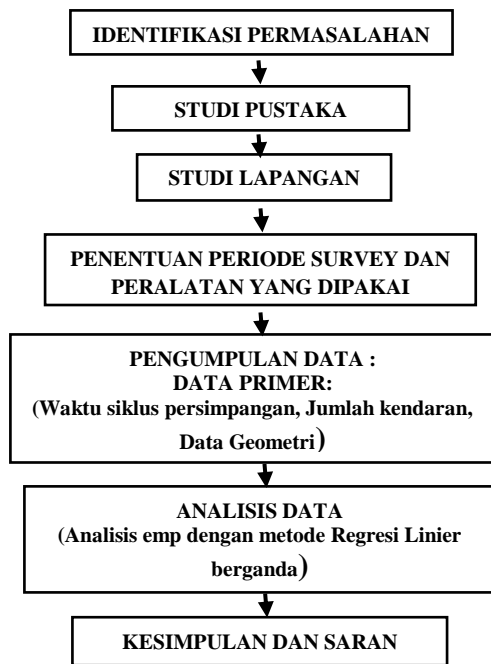 IDENTIFIKASI PERMASALAHAN
STUDI PUSTAKA
STUDI LAPANGAN
PENENTUAN PERIODE SURVEY DAN
PERALATAN YANG DIPAKAI
PENGUMPULAN DATA :
DATA PRIMER:
(Waktu siklus persimpangan, Jumlah kendaran,
Data Geometri)
ANALISIS DATA
(Analisis emp dengan metode Regresi Linier
berganda)
KESIMPULAN DAN SARAN